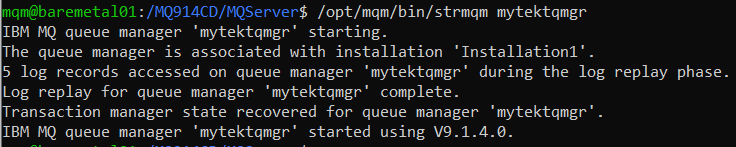 mqm@baremetal01:/MQ914CD/MQServer$ /opt/mqm/bin/strmqm mytektqmgr
IBM MQ queue manager 'mytektqmgr' starting.
The queue manager is associated with installation 'Installation1'.
5 log records accessed on queue manager 'mytektqmgr' during the log replay phase.
Log replay for queue manager 'mytektqmgr' complete.
Transaction manager state recovered for queue manager 'mytektqmgr'.
IBM MQ queue manager 'mytektqmgr' started using V9.1.4.0.